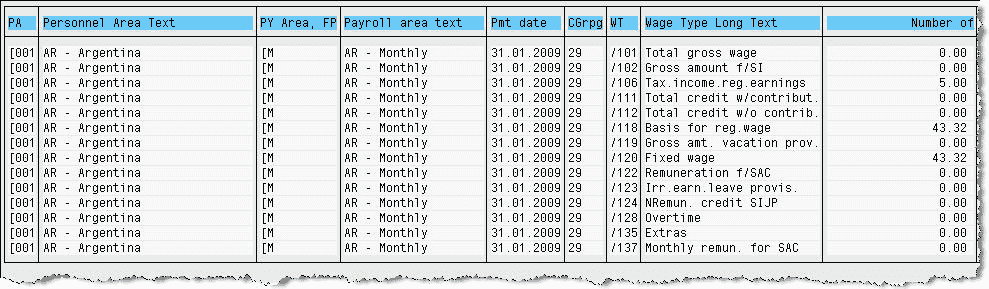 PA Personnel Area Text PY Area, FP Payroll area text Pmt date CGrpg WT Wage Type Long Text Number of
[001 AR - Argentina [M AR - Monthly 31.01.2009 29 /101 Total gross wage 0.00
[001 AR - Argentina [M AR - Monthly 31.01.2009 29 /102 Gross amount f/SI 0.00
[001 AR - Argentina [M AR - Monthly 31.01.2009 29 /106 Tax.income.reg.earnings 5.00
[001 AR - Argentina [M AR - Monthly 31.01.2009 29 /111 Total credit w/contribut. 0.00
[001 AR - Argentina [M AR - Monthly 31.01.2009 29 /112 Total credit w/o contrib. 0.00
[001 AR - Argentina [M AR - Monthly 31.01.2009 29 /118 Basis for reg.wage 43.32
[001 AR - Argentina [M AR - Monthly 31.01.2009 29 /119 Gross amt. vacation prov. 0.00
[001 AR - Argentina [M AR - Monthly 31.01.2009 29 /120 Fixed wage 43.32
[001 AR - Argentina [M AR - Monthly 31.01.2009 29 /122 Remuneration f/SAC 0.00
[001 AR - Argentina [M AR - Monthly 31.01.2009 29 /123 Irr.earn.leave provis. 0.00
[001 AR - Argentina [M AR - Monthly 31.01.2009 29 /124 NRemun. credit SIJP 0.00
[001 AR - Argentina [M AR - Monthly 31.01.2009 29 /128 Overtime 0.00
[001 AR - Argentina [M AR - Monthly 31.01.2009 29 /135 Extras 0.00
[001 AR - Argentina [M AR - Monthly 31.01.2009 29 /137 Monthly remun. for SAC 0.00